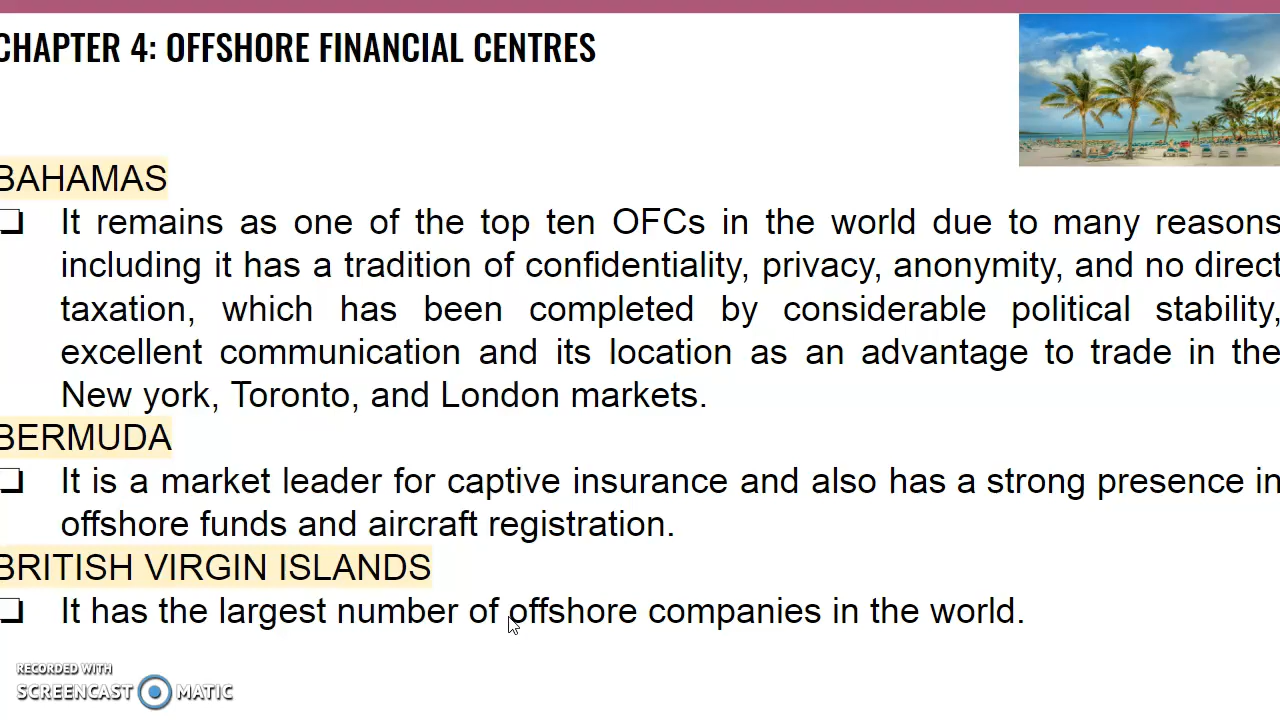 CHAPTER 4: OFFSHORE FINANCIAL CENTRES
BAHAMAS
❑ It remains as one of the top ten OFCs in the world due to many reasons
including it has a tradition of confidentiality, privacy, anonymity, and no direct
taxation, which has been completed by considerable political stability,
excellent communication and its location as an advantage to trade in the
New york, Toronto, and London markets.
BERMUDA
❑ It is a market leader for captive insurance and also has a strong presence in
offshore funds and aircraft registration.
BRITISH VIRGIN ISLANDS
❑ It has the largest number of offshore companies in the world.
RECORDED WITH
SCREENCAST MATIC